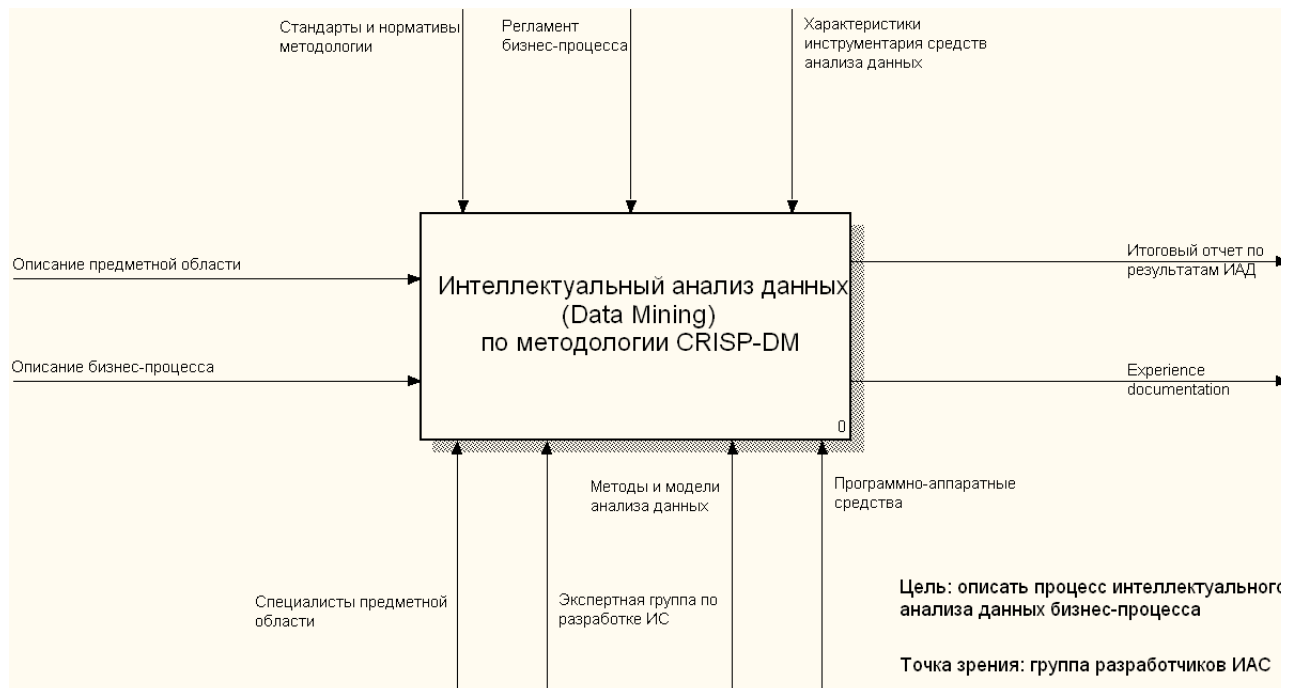 Стандарты и нормативы
методологии
Регламент
бизнес-процесса
Характеристики
инструментария средств
анализа данных
Описание предметной области
Описание бизнес-процесса
Интеллектуальный анализ данных
(Data Mining)
по методологии CRISP-DM
0
Итоговый отчет по
результатам ИАД
Experience
documentation
Методы и модели
анализа данных
Программно-аппаратные
средства
Специалисты предметной
области
Экспертная группа по
разработке ИС
Цель: описать процесс интеллектуального
анализа данных бизнес-процесса
Точка зрения: группа разработчиков ИАС